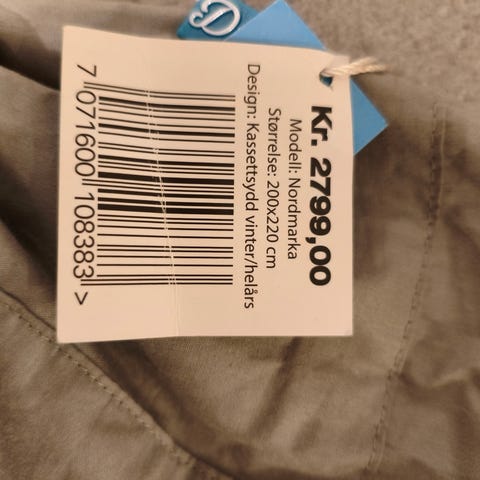 Kr. 2799,00
Modell: Nordmarka
Størrelse: 200x220 cm
Design: Kassettsydd vinter/helårs
7 071600 108383 >
D